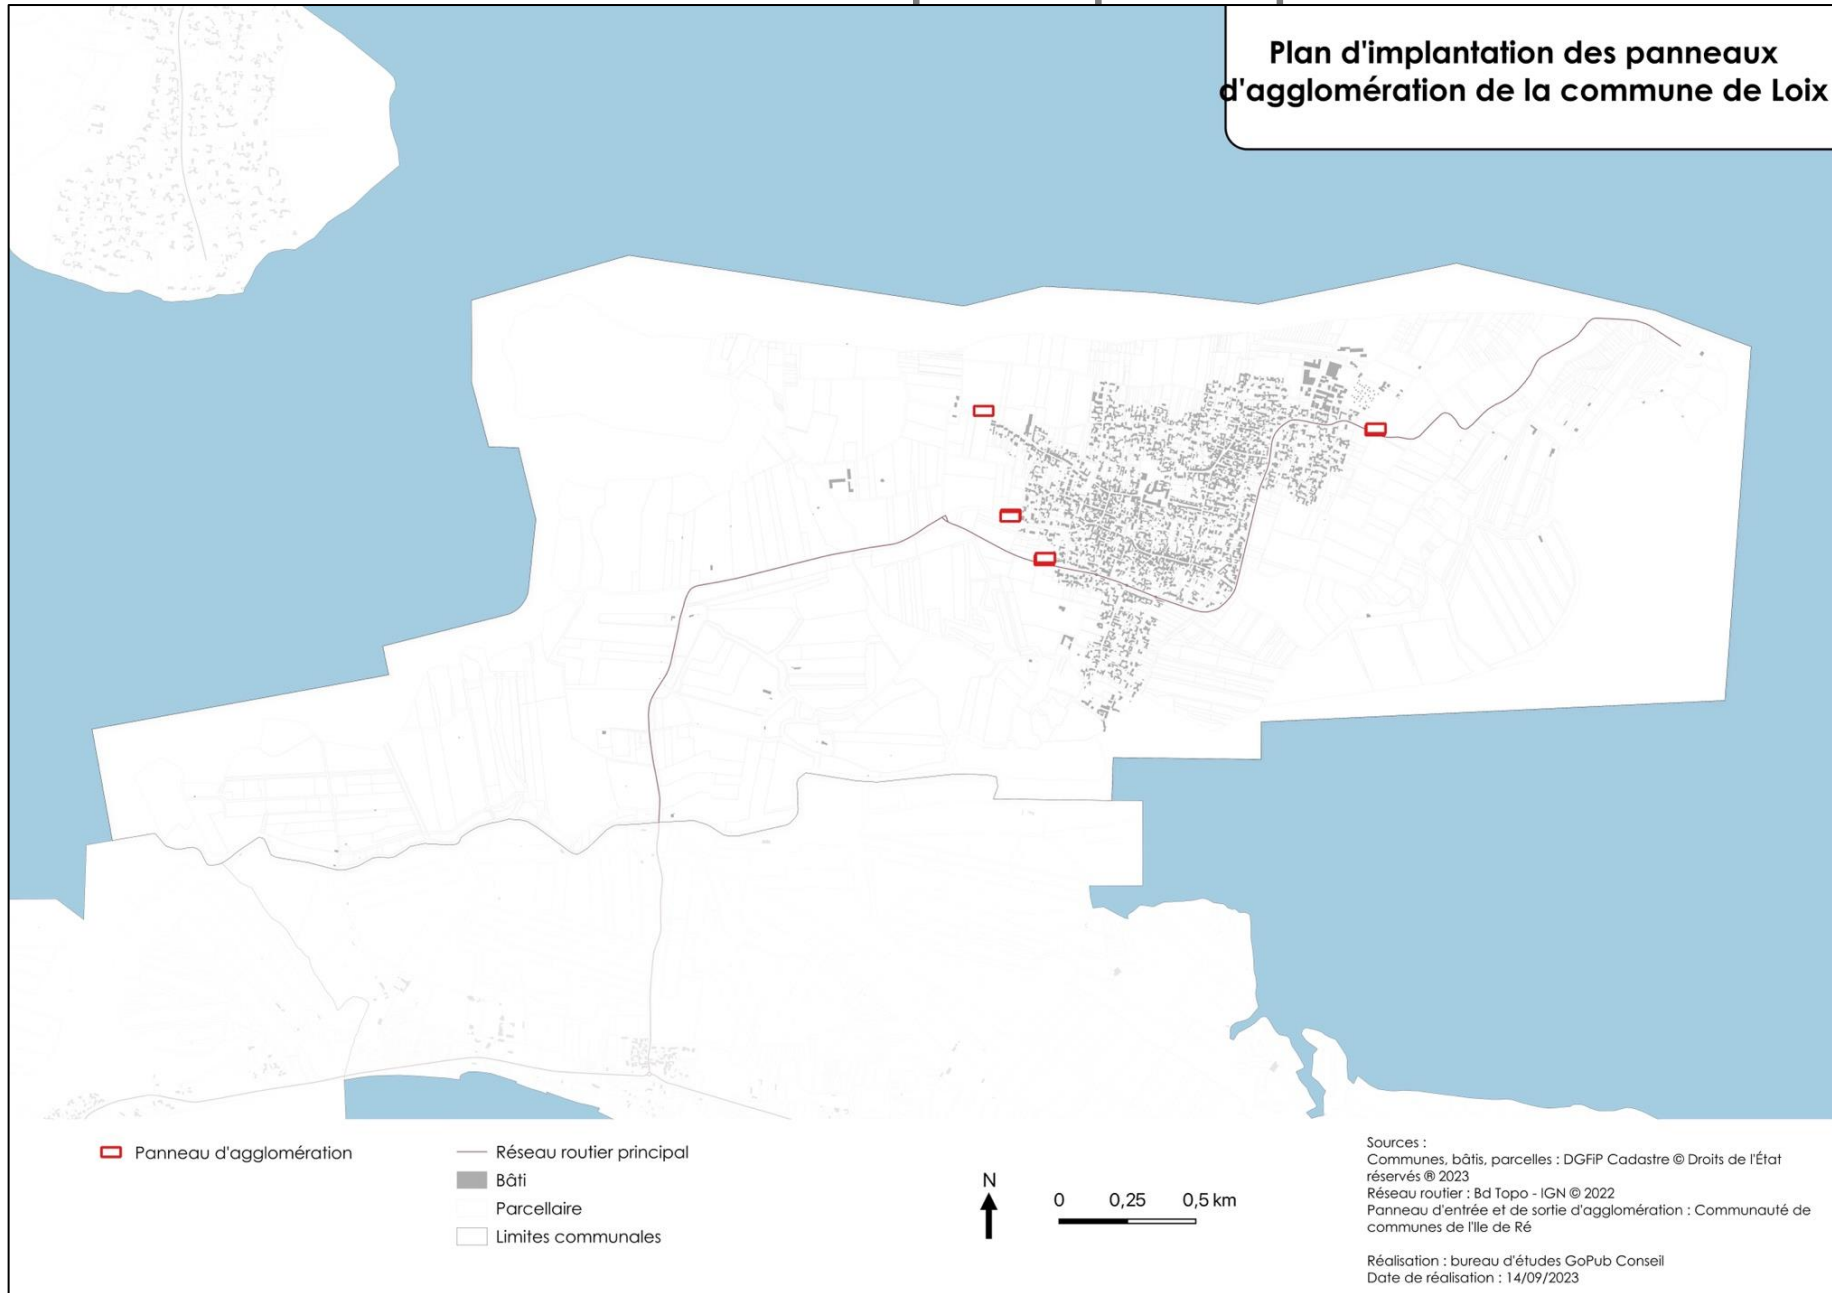 Plan d'implantation des panneaux
d'agglomération de la commune de Loix
Panneau d'agglomération
Réseau routier principal
Bâti
Parcellaire
Limites communales
N
0 0,25 0,5 km
Sources :
Communes, bâtis, parcelles : DGFiP Cadastre © Droits de l'État
réservés ® 2023
Réseau routier : Bd Topo - IGN © 2022
Panneau d'entrée et de sortie d'agglomération : Communauté de
communes de l'Ile de Ré
Réalisation : bureau d'études GoPub Conseil
Date de réalisation : 14/09/2023